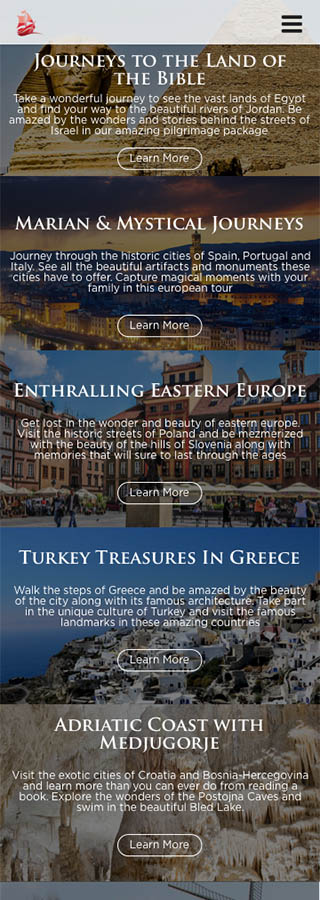 Journeys to the Land of
the Bible
Take a wonderful journey to see the vast lands of Egypt
and find your way to the beautiful rivers of Jordan. Be
amazed by the wonders and stories behind the streets of
Israel in our amazing pilgrimage package
Learn More
Marian & Mystical Journeys
Journey through the historic cities of Spain, Portugal and
Italy. See all the beautiful artifacts and monuments these
cities have to offer. Capture magical moments with your
family in this european tour
Learn More
Enthralling Eastern Europe
Get lost in the wonder and beauty of eastern europe.
Visit the historic streets of Poland and be mezmerized
with the beauty of the hills of Slovenia along with
memories that will sure to last through the ages
Learn More
Turkey Treasures In Greece
Walk the steps of Greece and be amazed by the beauty
of the city along with its famous architecture. Take part
in the unique culture of Turkey and visit the famous
landmarks in these amazing countries
Learn More
Adriatic Coast with
Medjugorje
Visit the exotic cities of Croatia and Bosnia-Hercegovina
and learn more than you can ever do from reading a
book. Explore the wonders of the Postojna Caves and
swim in the beautiful Bled Lake.
Learn More